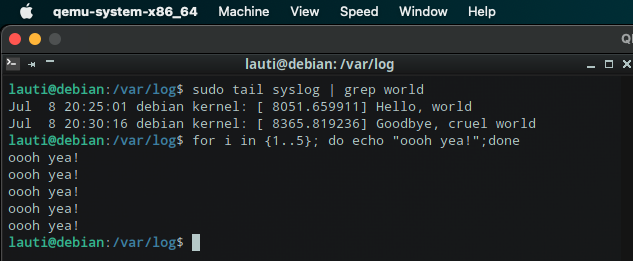 qemu-system-x86_64 Machine View Speed Window Help
lauti@debian: /var/log
lauti@debian:/var/log$ sudo tail syslog | grep world
Jul  8 20:25:01 debian kernel: [ 8051.659911] Hello, world
Jul  8 20:30:16 debian kernel: [ 8365.819236] Goodbye, cruel world
lauti@debian:/var/log$ for i in {1..5}; do echo "oooh yea!";done
oooh yea!
oooh yea!
oooh yea!
oooh yea!
oooh yea!
lauti@debian:/var/log$